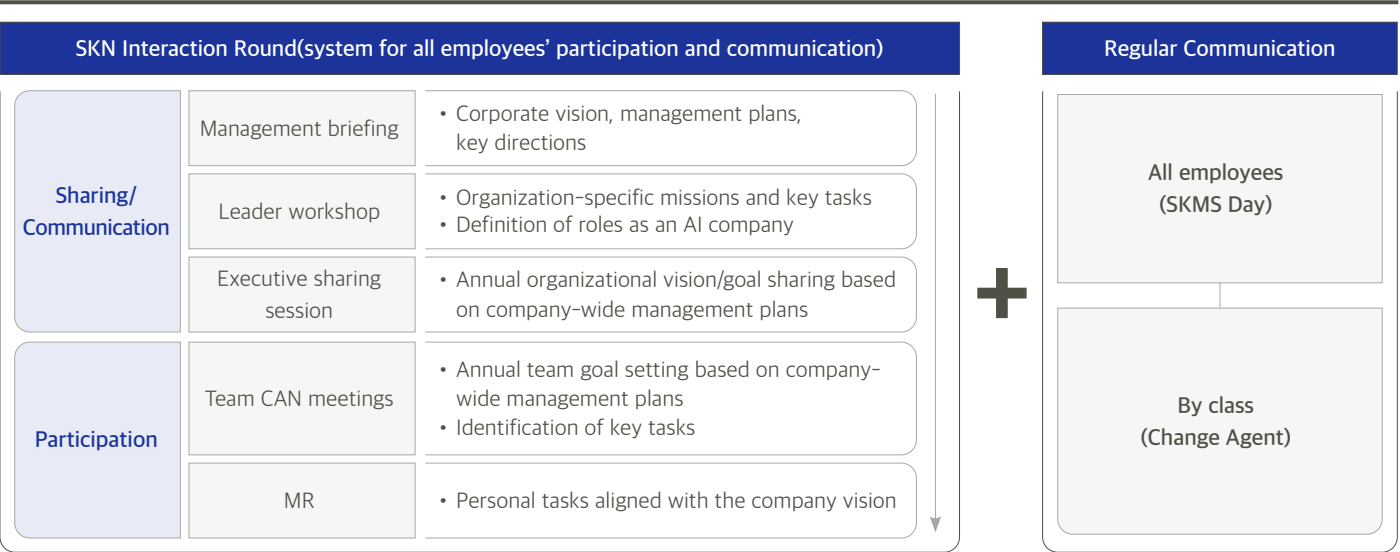 SKN Interaction Round(system for all employees’ participation and communication)
Sharing/
Communication
Management briefing
• Corporate vision, management plans,
key directions
Leader workshop
• Organization-specific missions and key tasks
• Definition of roles as an AI company
Executive sharing
session
• Annual organizational vision/goal sharing based
on company-wide management plans
Participation
Team CAN meetings
• Annual team goal setting based on company-
wide management plans
• Identification of key tasks
MR
• Personal tasks aligned with the company vision
+
Regular Communication
All employees
(SKMS Day)
By class
(Change Agent)